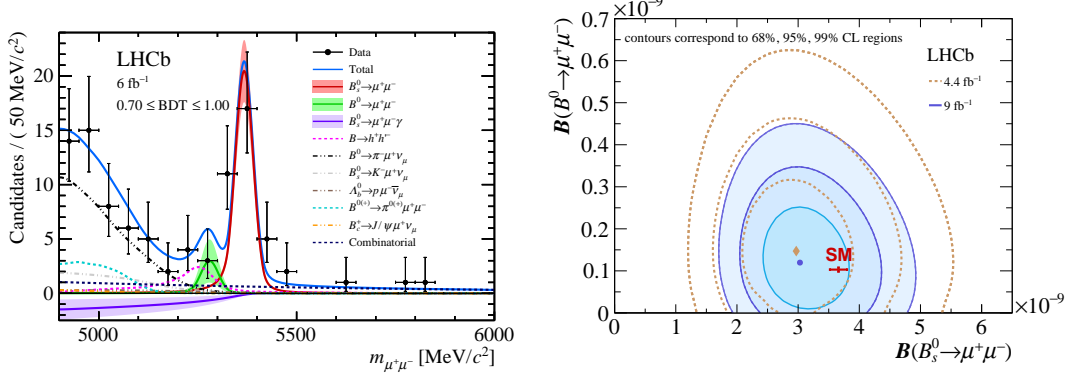 LHCb
6 fb⁻¹
0.70 ≤ BDT ≤ 1.00
Data
Total
B⁰ₛ→μ⁺μ⁻
B⁰→μ⁺μ⁻
B⁰ₛ→μ⁺μ⁻γ
B→h⁺h′⁻
B⁰→π⁻μ⁺ν_μ
B⁰ₛ→K⁻μ⁺ν_μ
Λ⁰_b→pμ⁻ν̅_μ
B⁰⁽⁺⁾→π⁰⁽⁺⁾μ⁺μ⁻
B⁺_c→J/ψμ⁺ν_μ
Combinatorial
Candidates / ( 50 MeV/c²)
20
15
10
5
0
5000
5500
6000
m_μ⁺μ⁻ [MeV/c²]
×10⁻⁹
contours correspond to 68%, 95%, 99% CL regions
LHCb
4.4 fb⁻¹
9 fb⁻¹
SM
B(B⁰→μ⁺μ⁻)
0.7
0.6
0.5
0.4
0.3
0.2
0.1
0
0
1
2
3
4
5
6
×10⁻⁹
B(B⁰ₛ→μ⁺μ⁻)